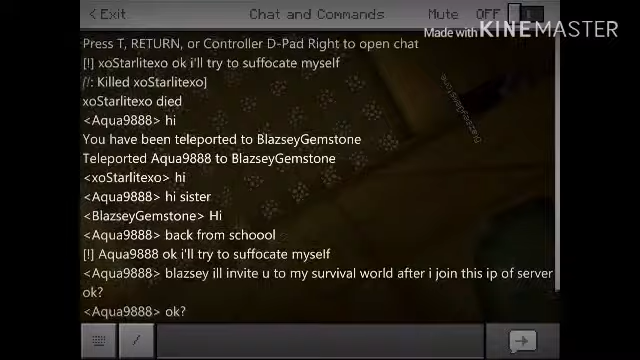 < Exit
Chat and Commands
Mute
OFF
Made with KINEMASTER
Press T, RETURN, or Controller D-Pad Right to open chat
[!] xoStarlitexo ok i'll try to suffocate myself
[/: Killed xoStarlitexo]
xoStarlitexo died
<Aqua9888> hi
You have been teleported to BlazseyGemstone
Teleported Aqua9888 to BlazseyGemstone
<xoStarlitexo> hi
<Aqua9888> hi sister
<BlazseyGemstone> Hi
<Aqua9888> back from schoool
[!] Aqua9888 ok i'll try to suffocate myself
<Aqua9888> blazsey ill invite u to my survival world after i join this ip of server
ok?
<Aqua9888> ok?
/
BlazseyGemstone